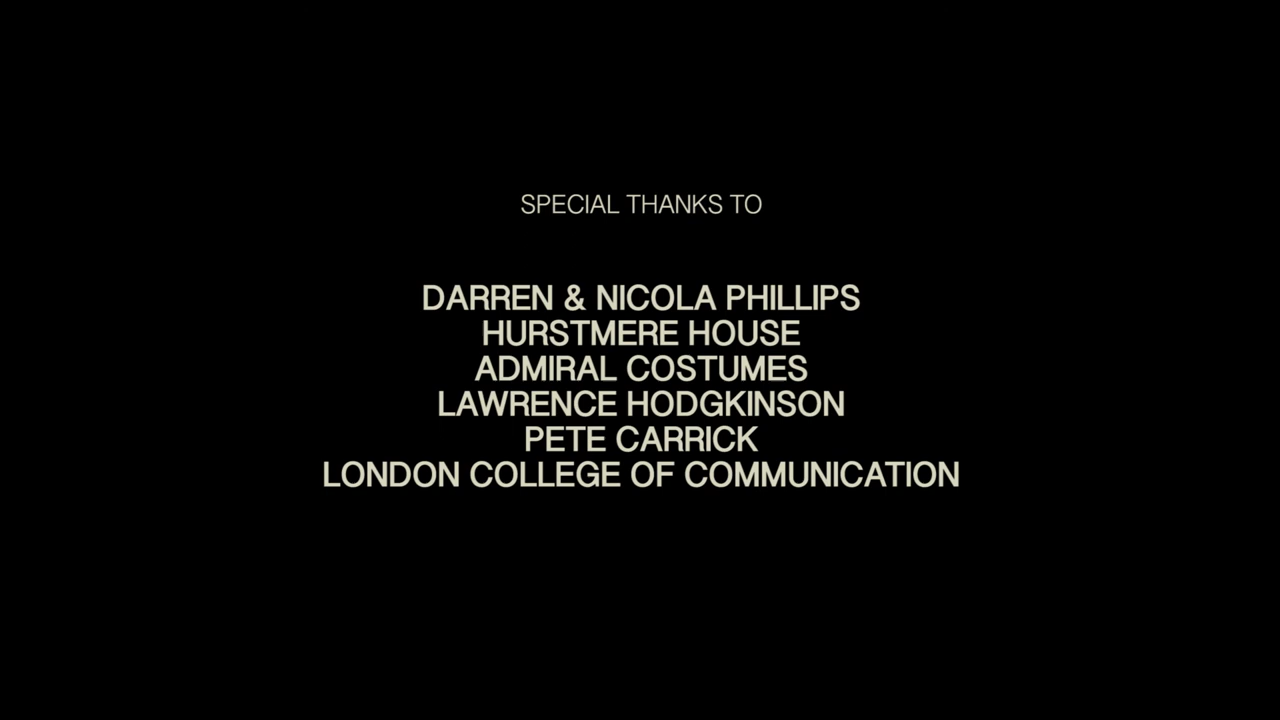 SPECIAL THANKS TO
DARREN & NICOLA PHILLIPS
HURSTMERE HOUSE
ADMIRAL COSTUMES
LAWRENCE HODGKINSON
PETE CARRICK
LONDON COLLEGE OF COMMUNICATION